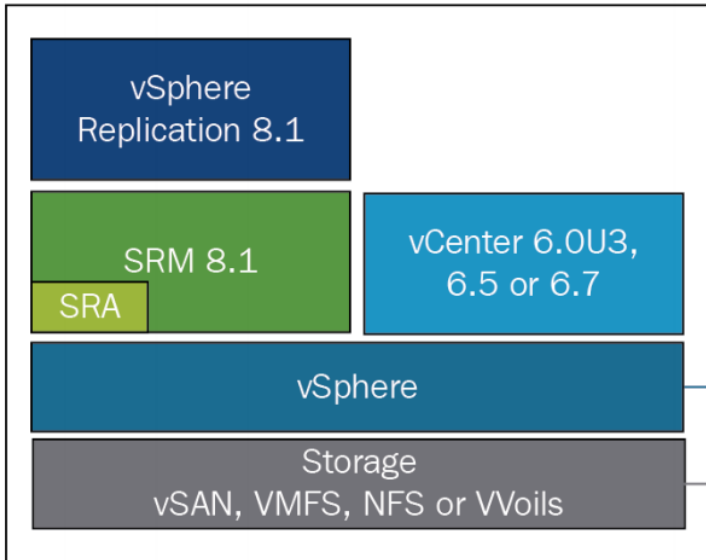 vSphere
Replication 8.1
SRM 8.1
SRA
vCenter 6.0U3,
6.5 or 6.7
vSphere
Storage
vSAN, VMFS, NFS or VVoils